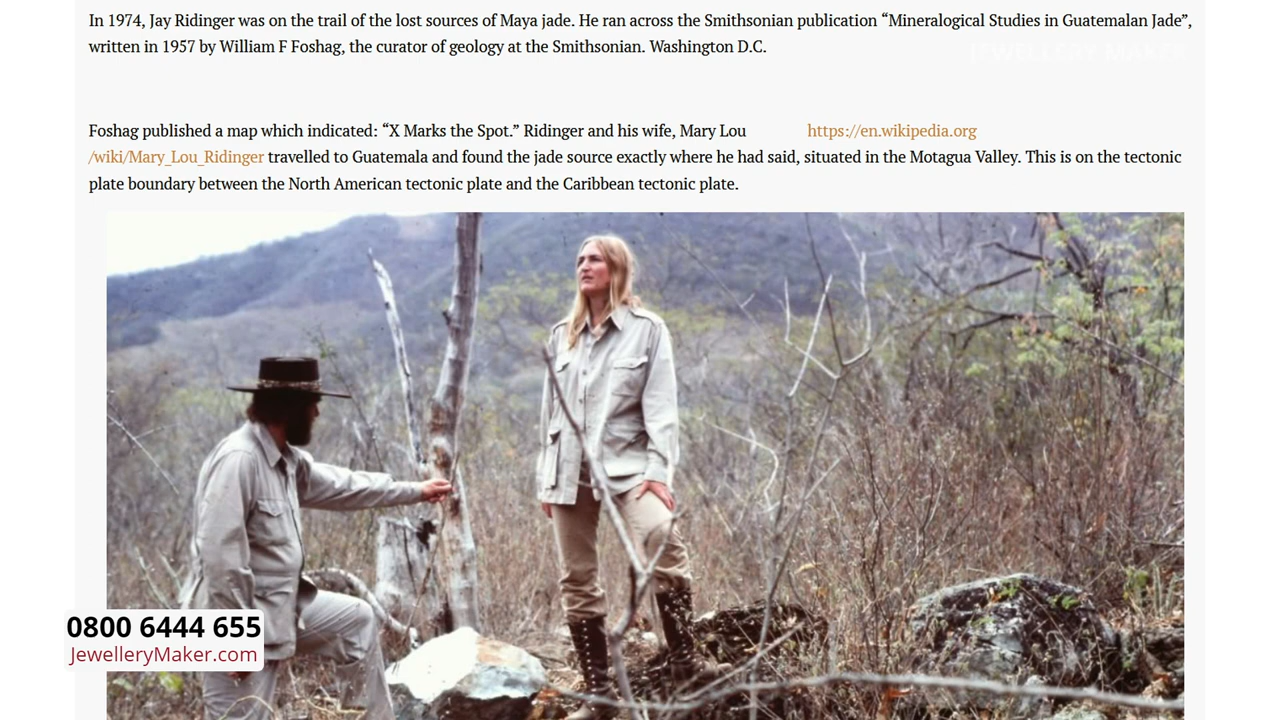 In 1974, Jay Ridinger was on the trail of the lost sources of Maya jade. He ran across the Smithsonian publication “Mineralogical Studies in Guatemalan Jade”,
written in 1957 by William F Foshag, the curator of geology at the Smithsonian. Washington D.C.
JEWELLERY MAKER
Foshag published a map which indicated: “X Marks the Spot.” Ridinger and his wife, Mary Lou https://en.wikipedia.org
/wiki/Mary_Lou_Ridinger travelled to Guatemala and found the jade source exactly where he had said, situated in the Motagua Valley. This is on the tectonic
plate boundary between the North American tectonic plate and the Caribbean tectonic plate.
0800 6444 655
JewelleryMaker.com